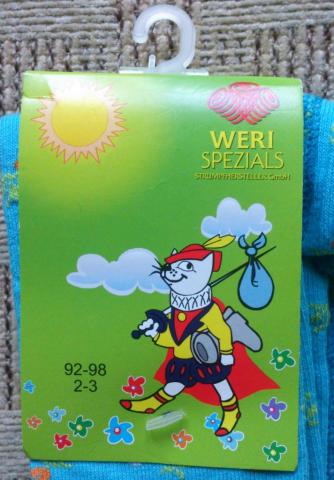 WERI
SPEZIALS
STRUMPFHERSTELLER GmbH
92-98
2-3